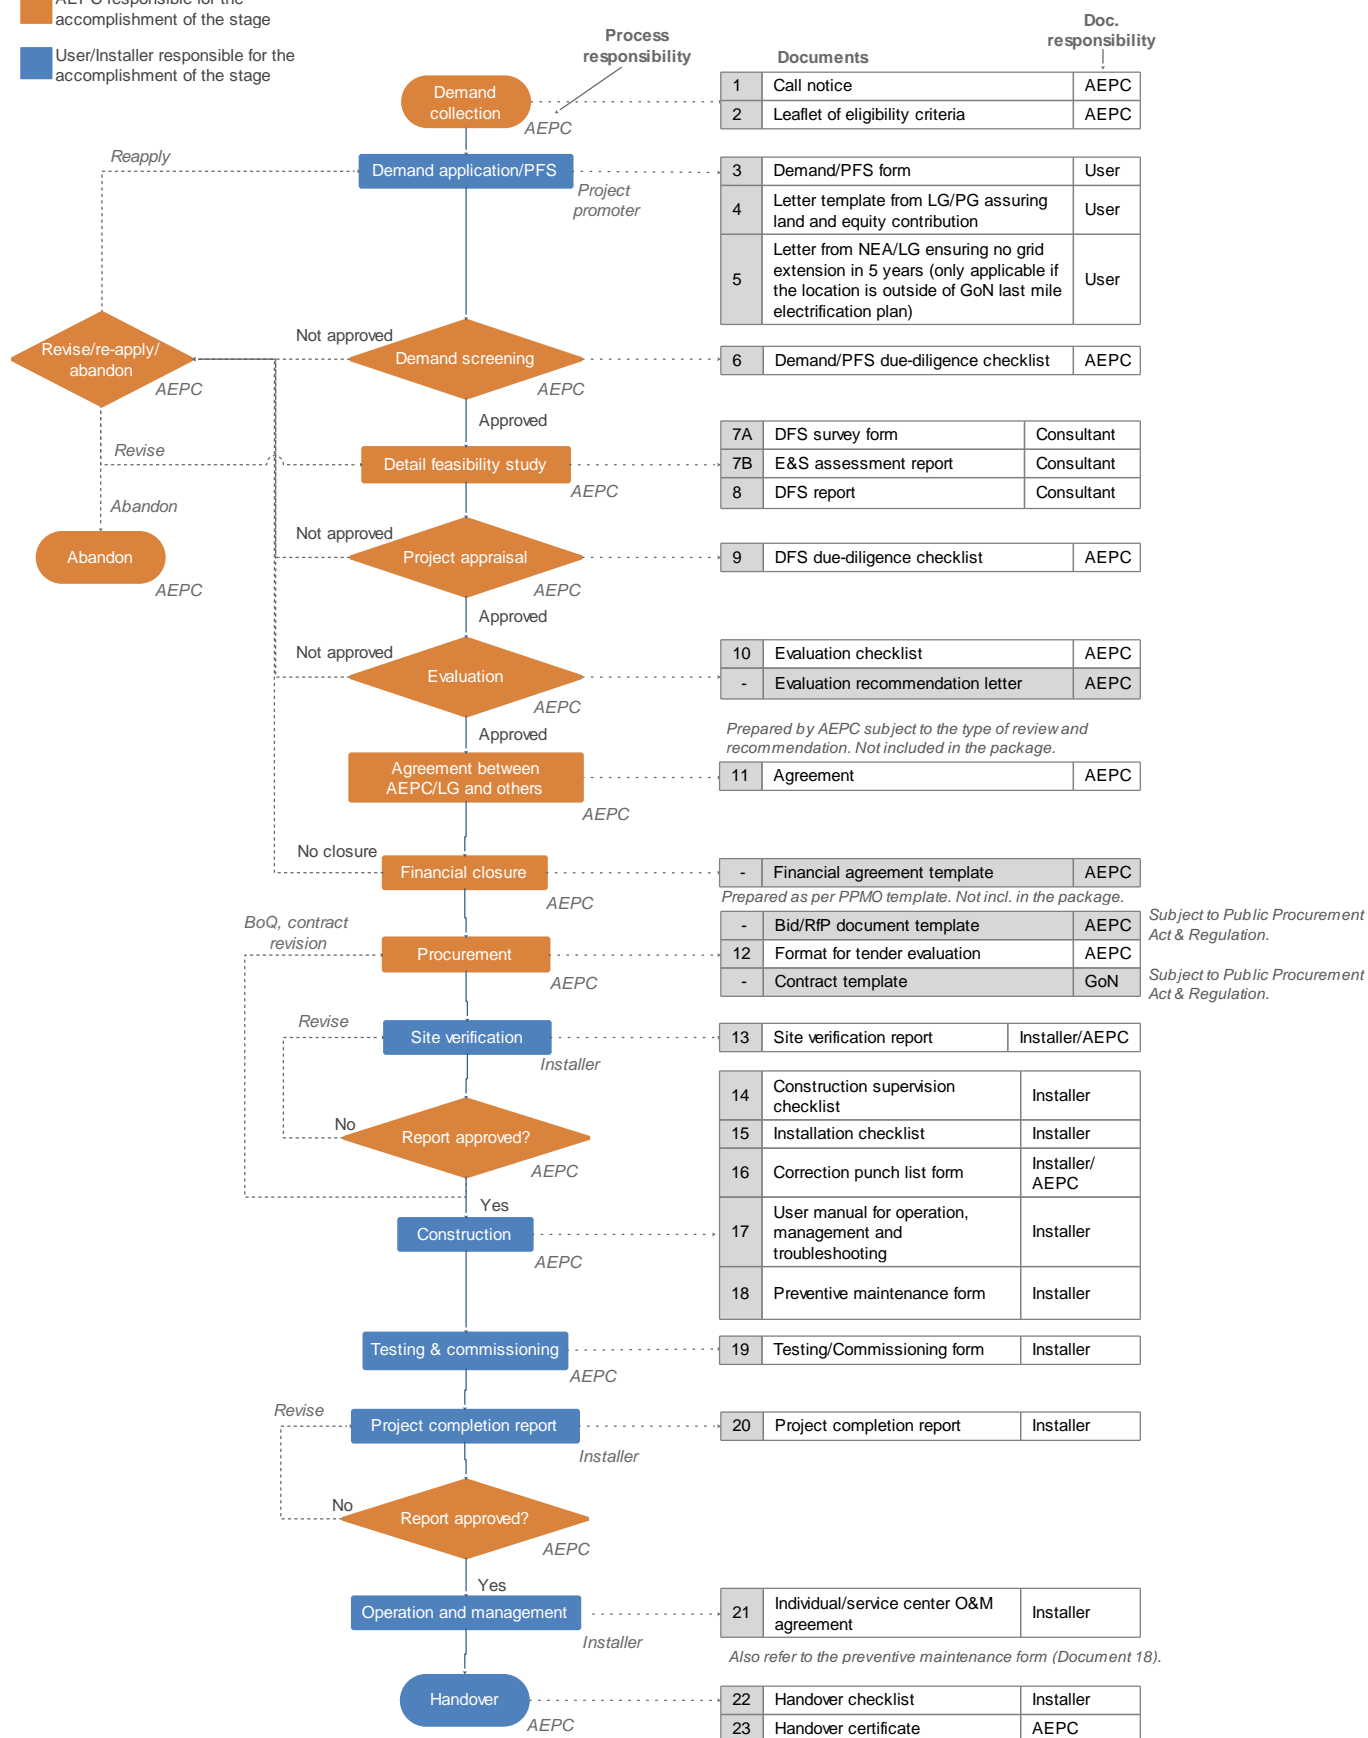 AEPC responsible for the
accomplishment of the stage
User/Installer responsible for the
accomplishment of the stage
Process
responsibility
Documents
Doc.
responsibility
Demand
collection
AEPC
1 Call notice AEPC
2 Leaflet of eligibility criteria AEPC
Reapply
Demand application/PFS
Project
promoter
3 Demand/PFS form User
4 Letter template from LG/PG assuring
land and equity contribution User
5 Letter from NEA/LG ensuring no grid
extension in 5 years (only applicable if
the location is outside of GoN last mile
electrification plan) User
Revise/re-apply/
abandon
AEPC
Not approved
Demand screening
AEPC
6 Demand/PFS due-diligence checklist AEPC
Approved
Revise
Detail feasibility study
AEPC
7A DFS survey form Consultant
7B E&S assessment report Consultant
8 DFS report Consultant
Abandon
Abandon
AEPC
Not approved
Project appraisal
AEPC
9 DFS due-diligence checklist AEPC
Approved
Not approved
Evaluation
AEPC
10 Evaluation checklist AEPC
- Evaluation recommendation letter AEPC
Prepared by AEPC subject to the type of review and
recommendation. Not included in the package.
Approved
Agreement between
AEPC/LG and others
AEPC
11 Agreement AEPC
No closure
Financial closure
AEPC
- Financial agreement template AEPC
Prepared as per PPMO template. Not incl. in the package.
BoQ, contract
revision
Procurement
AEPC
- Bid/RfP document template AEPC
Subject to Public Procurement
Act & Regulation.
12 Format for tender evaluation AEPC
- Contract template GoN
Subject to Public Procurement
Act & Regulation.
Revise
Site verification
Installer
13 Site verification report Installer/AEPC
No
Report approved?
AEPC
Yes
14 Construction supervision
checklist Installer
15 Installation checklist Installer
16 Correction punch list form Installer/
AEPC
17 User manual for operation,
management and
troubleshooting Installer
18 Preventive maintenance form Installer
Construction
AEPC
Testing & commissioning
AEPC
19 Testing/Commissioning form Installer
Revise
Project completion report
Installer
20 Project completion report Installer
No
Report approved?
AEPC
Yes
Operation and management
Installer
21 Individual/service center O&M
agreement Installer
Also refer to the preventive maintenance form (Document 18).
Handover
AEPC
22 Handover checklist Installer
23 Handover certificate AEPC